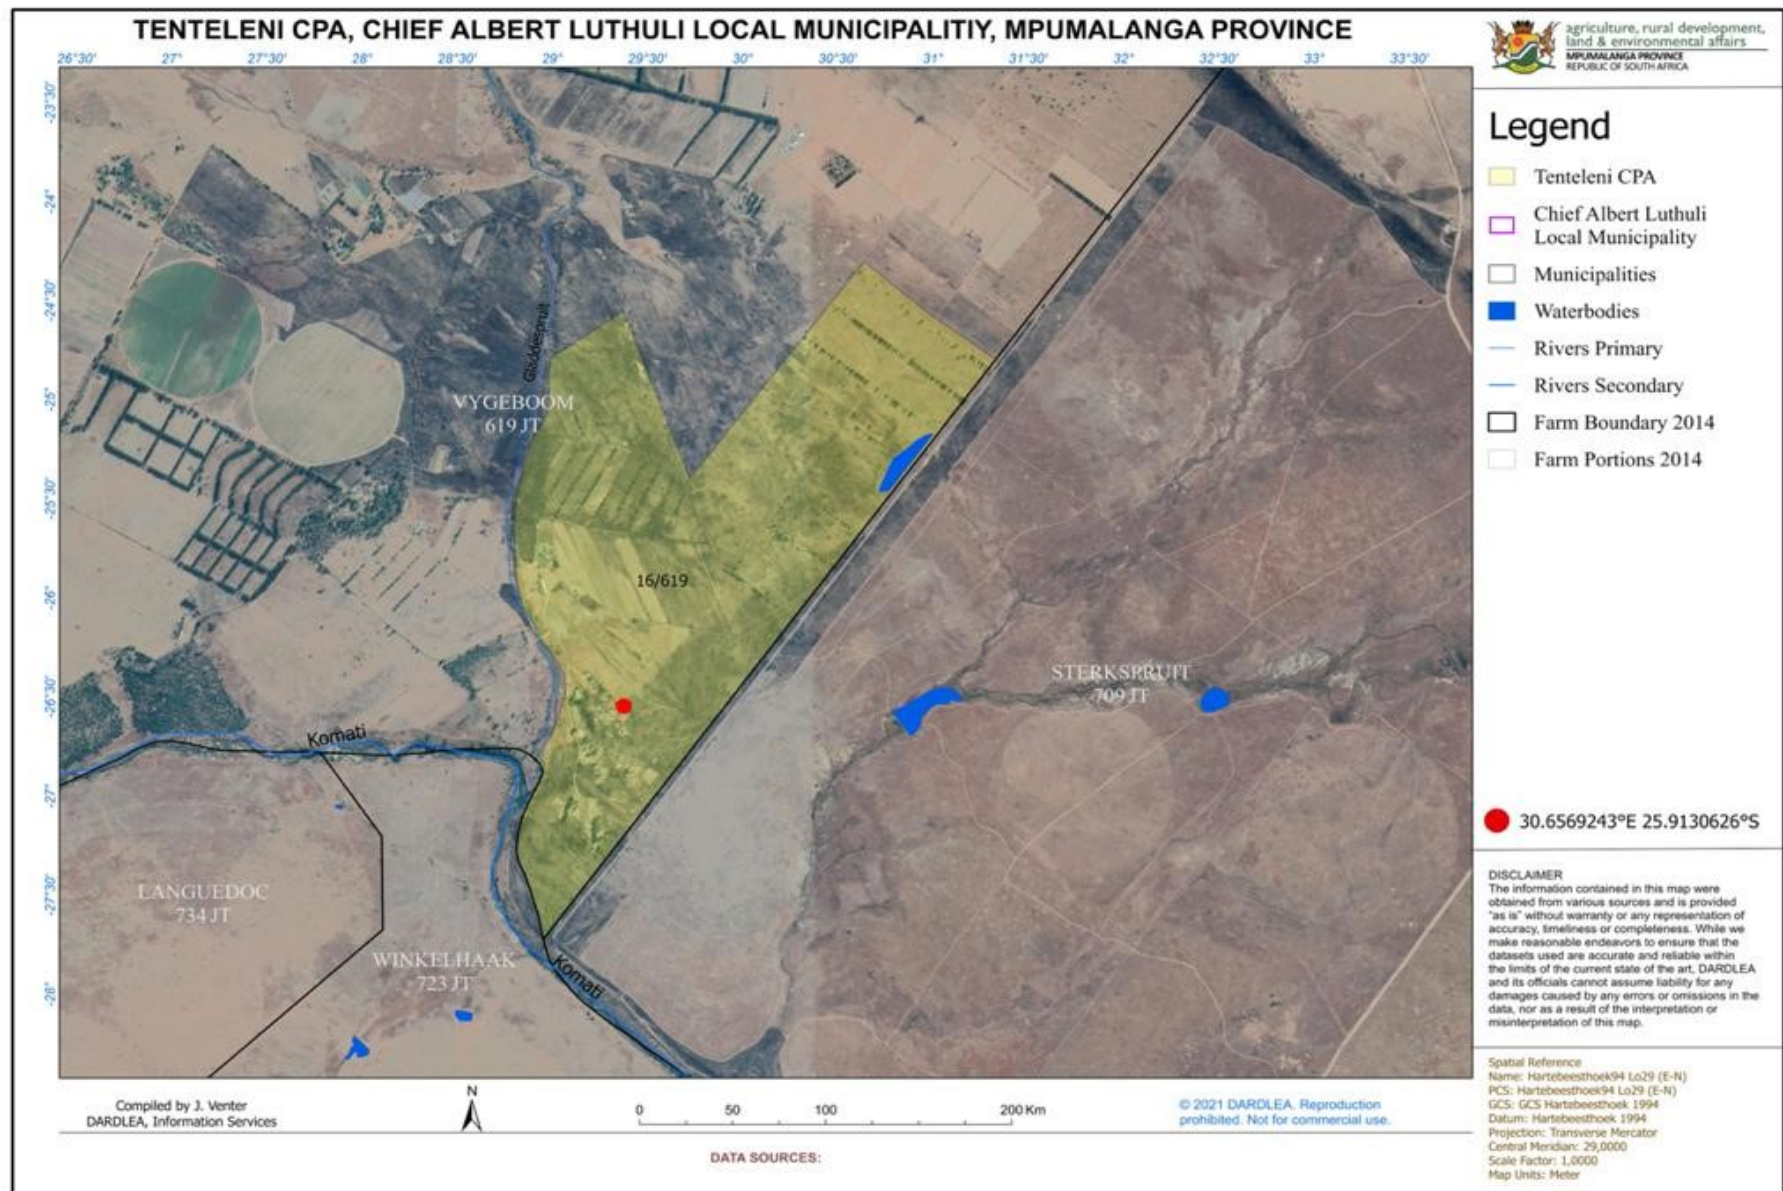 TENTELENI CPA, CHIEF ALBERT LUTHULI LOCAL MUNICIPALITIY, MPUMALANGA PROVINCE
26°30' 27° 27°30' 28° 28°30' 29° 29°30' 30° 30°30' 31° 31°30' 32° 32°30' 33° 33°30'
-23°30'
-24°
-24°30'
-25°
-25°30'
-26°
-26°30'
-27°
-27°30'
-28°
Gladdespruit
VYGEBOOM
619 JT
16/619
STERKSPRUIT
709 JT
Komati
LANGUEDOC
734 JT
WINKELHAAK
723 JT
Komati
agriculture, rural development,
land & environmental affairs
MPUMALANGA PROVINCE
REPUBLIC OF SOUTH AFRICA
Legend
Tenteleni CPA
Chief Albert Luthuli
Local Municipality
Municipalities
Waterbodies
Rivers Primary
Rivers Secondary
Farm Boundary 2014
Farm Portions 2014
30.6569243°E 25.9130626°S
DISCLAIMER
The information contained in this map were
obtained from various sources and is provided
"as is" without warranty or any representation of
accuracy, timeliness or completeness. While we
make reasonable endeavors to ensure that the
datasets used are accurate and reliable within
the limits of the current state of the art, DARDLEA
and its officials cannot assume liability for any
damages caused by any errors or omissions in the
data, nor as a result of the interpretation or
misinterpretation of this map.
Spatial Reference
Name: Hartebeesthoek94 Lo29 (E-N)
PCS: Hartebeesthoek94 Lo29 (E-N)
GCS: GCS Hartebeesthoek 1994
Datum: Hartebeesthoek 1994
Projection: Transverse Mercator
Central Meridian: 29,0000
Scale Factor: 1,0000
Map Units: Meter
Compiled by J. Venter
DARDLEA, Information Services
N
0 50 100 200 Km
© 2021 DARDLEA. Reproduction
prohibited. Not for commercial use.
DATA SOURCES: